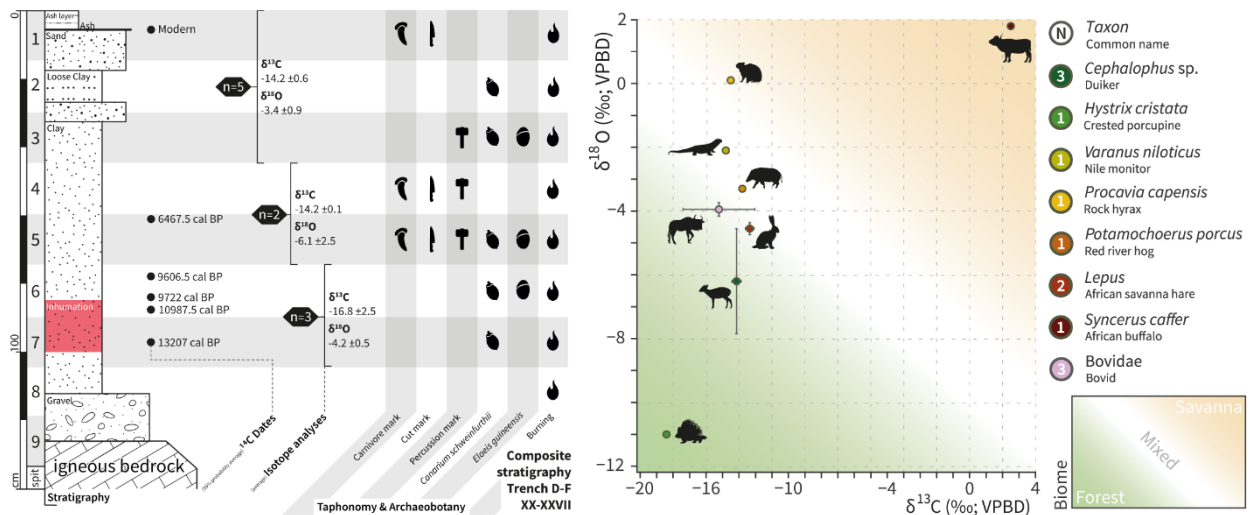 0
100
cm
1
2
3
4
5
6
7
8
9
spit
Ash layer
Ash
Sand
Loose Clay
Clay
Inhumation
Gravel
igneous bedrock
Stratigraphy
Modern
6467.5 cal BP
9606.5 cal BP
9722 cal BP
10987.5 cal BP
13207 cal BP
n=5
δ¹³C
-14.2 ±0.6
δ¹⁸O
-3.4 ±0.9
n=2
δ¹³C
-14.2 ±0.1
δ¹⁸O
-6.1 ±2.5
n=3
δ¹³C
-16.8 ±2.5
δ¹⁸O
-4.2 ±0.5
¹⁴C Dates
(average) Isotope analyses
Carnivore mark
Cut mark
Percussion mark
Canarium schweinfurthii
Elaeis guineensis
Burning
Taphonomy & Archaeobotany
Composite
stratigraphy
Trench D-F
XX-XXVII
δ¹⁸O (‰; VPBD)
2
0
−4
−8
−12
−20
−16
−8
−4
0
4
δ¹³C (‰; VPBD)
N Taxon
Common name
3 Cephalophus sp.
Duiker
1 Hystrix cristata
Crested porcupine
1 Varanus niloticus
Nile monitor
1 Procavia capensis
Rock hyrax
1 Potamochoerus porcus
Red river hog
2 Lepus
African savanna hare
1 Syncerus caffer
African buffalo
3 Bovidae
Bovid
Biome
Savanna
Mixed
Forest